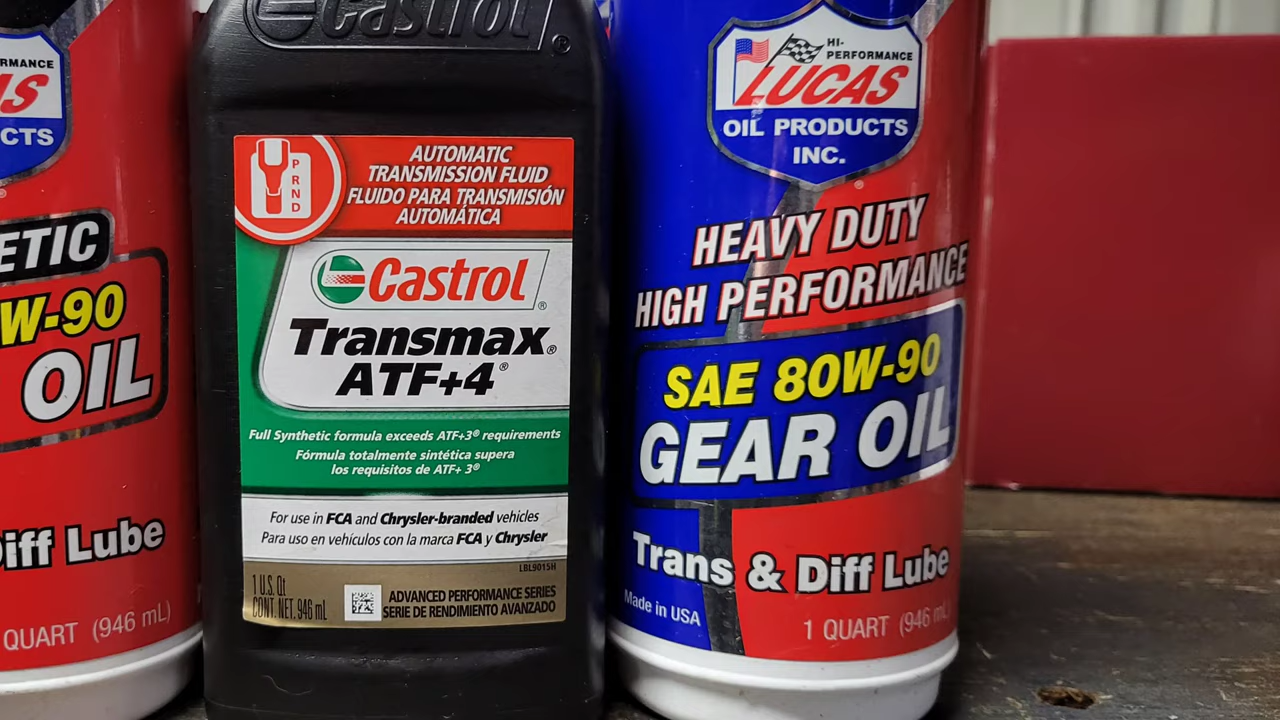 RMANCE
AS
CTS
ETIC
W-90
OIL
Diff Lube
QUART (946 mL)
Castrol®
P
R
N
D
AUTOMATIC
TRANSMISSION FLUID
FLUIDO PARA TRANSMISIÓN
AUTOMÁTICA
Castrol®
Transmax®
ATF+4®
Full Synthetic formula exceeds ATF+3® requirements
Fórmula totalmente sintética supera
los requisitos de ATF+ 3®
For use in FCA and Chrysler-branded vehicles
Para uso en vehículos con la marca FCA y Chrysler
LBL9015H
1 U.S. Qt
CONT. NET. 946 mL
ADVANCED PERFORMANCE SERIES
SERIE DE RENDIMIENTO AVANZADO
HI-
PERFORMANCE
LUCAS
OIL PRODUCTS
INC.
®
HEAVY DUTY
HIGH PERFORMANCE
SAE 80W-90
GEAR OIL
Trans & Diff Lube
Made in USA
1 QUART (946 mL)